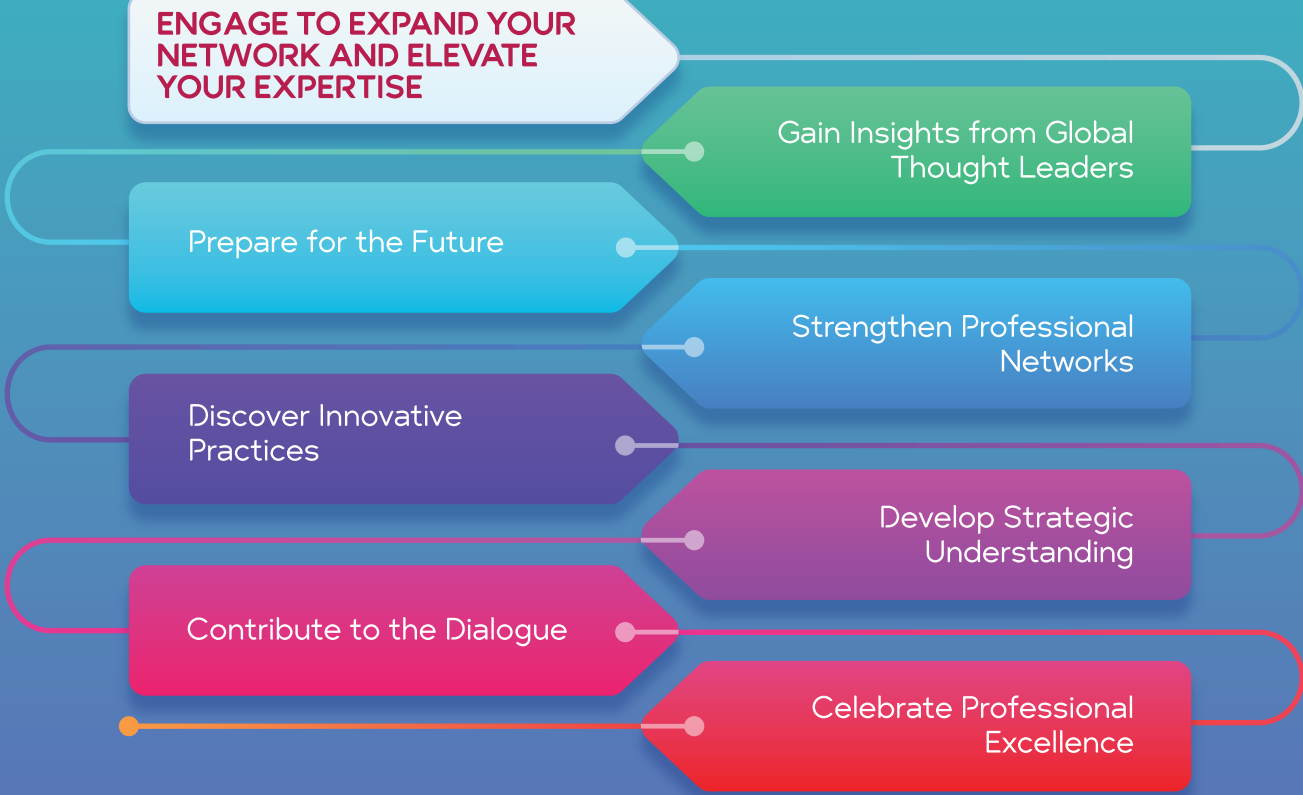 ENGAGE TO EXPAND YOUR
NETWORK AND ELEVATE
YOUR EXPERTISE
Gain Insights from Global
Thought Leaders
Prepare for the Future
Strengthen Professional
Networks
Discover Innovative
Practices
Develop Strategic
Understanding
Contribute to the Dialogue
Celebrate Professional
Excellence